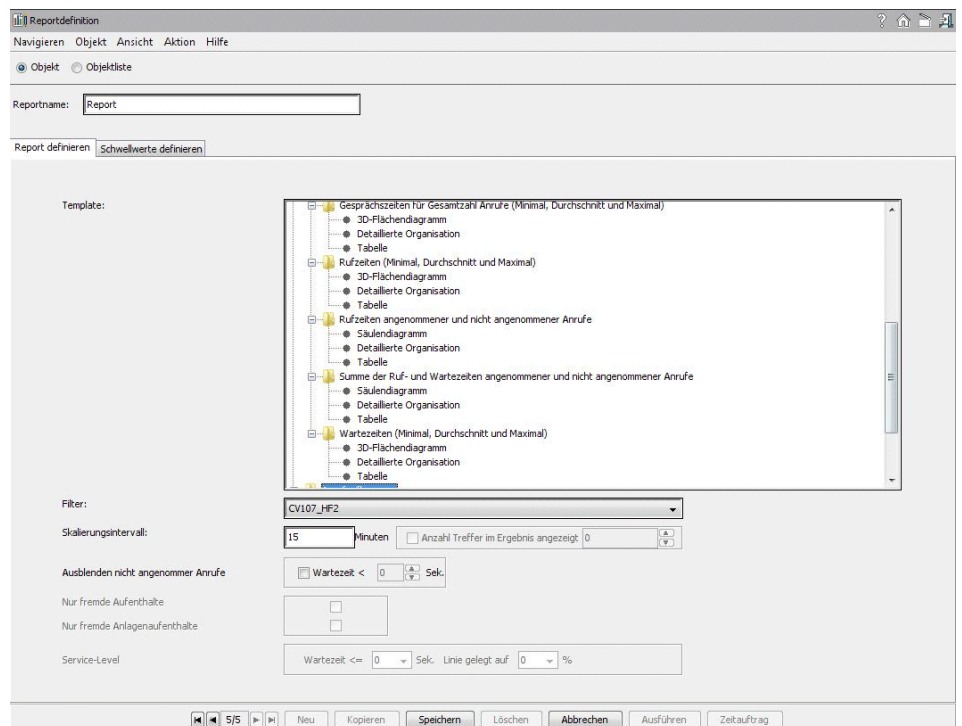 Reportdefinition
Navigieren Objekt Ansicht Aktion Hilfe
Objekt Objektliste
Reportname: Report
Report definieren Schwellwerte definieren
Template:
Gesprächszeiten für Gesamtzahl Anrufe (Minimal, Durchschnitt und Maximal)
3D-Flächendiagramm
Detaillierte Organisation
Tabelle
Rufzeiten (Minimal, Durchschnitt und Maximal)
3D-Flächendiagramm
Detaillierte Organisation
Tabelle
Rufzeiten angenommener und nicht angenommener Anrufe
Säulendiagramm
Detaillierte Organisation
Tabelle
Summe der Ruf- und Wartezeiten angenommener und nicht angenommener Anrufe
Säulendiagramm
Detaillierte Organisation
Tabelle
Wartezeiten (Minimal, Durchschnitt und Maximal)
3D-Flächendiagramm
Detaillierte Organisation
Tabelle
Filter: CV107_HF2
Skalierungsintervall: 15 Minuten Anzahl Treffer im Ergebnis angezeigt 0
Ausblenden nicht angenommer Anrufe Wartezeit < 0 Sek.
Nur fremde Aufenthalte
Nur fremde Anlagenaufenthalte
Service-Level Wartezeit <= 0 Sek. Linie gelegt auf 0 %
5/5 Neu Kopieren Speichern Löschen Abbrechen Ausführen Zeitauftrag